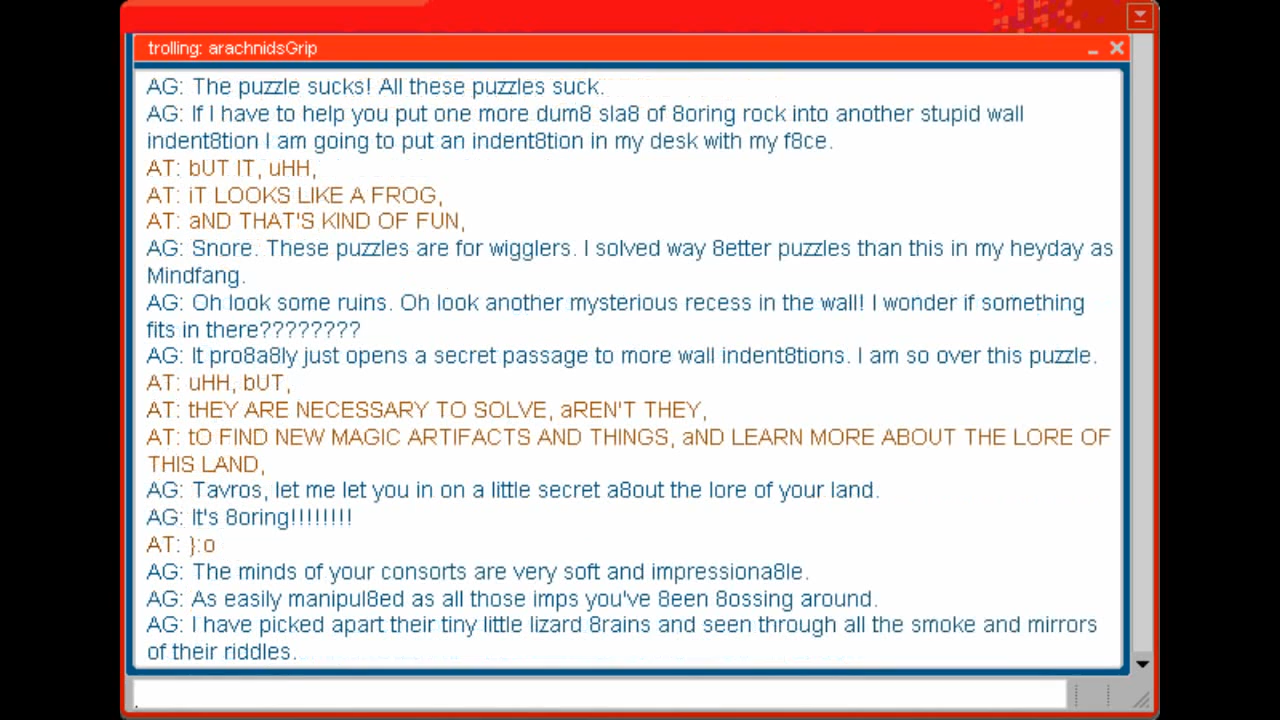 trolling: arachnidsGrip
AG: The puzzle sucks! All these puzzles suck.
AG: If I have to help you put one more dum8 sla8 of 8oring rock into another stupid wall
indent8tion I am going to put an indent8tion in my desk with my f8ce.
AT: bUT IT, uHH,
AT: iT LOOKS LIKE A FROG,
AT: aND THAT'S KIND OF FUN,
AG: Snore. These puzzles are for wigglers. I solved way 8etter puzzles than this in my heyday as
Mindfang.
AG: Oh look some ruins. Oh look another mysterious recess in the wall! I wonder if something
fits in there????????
AG: It pro8a8ly just opens a secret passage to more wall indent8tions. I am so over this puzzle.
AT: uHH, bUT,
AT: tHEY ARE NECESSARY TO SOLVE, aREN'T THEY,
AT: tO FIND NEW MAGIC ARTIFACTS AND THINGS, aND LEARN MORE ABOUT THE LORE OF
THIS LAND,
AG: Tavros, let me let you in on a little secret a8out the lore of your land.
AG: It's 8oring!!!!!!!!
AT: }:o
AG: The minds of your consorts are very soft and impressiona8le.
AG: As easily manipul8ed as all those imps you've 8een 8ossing around.
AG: I have picked apart their tiny little lizard 8rains and seen through all the smoke and mirrors
of their riddles.